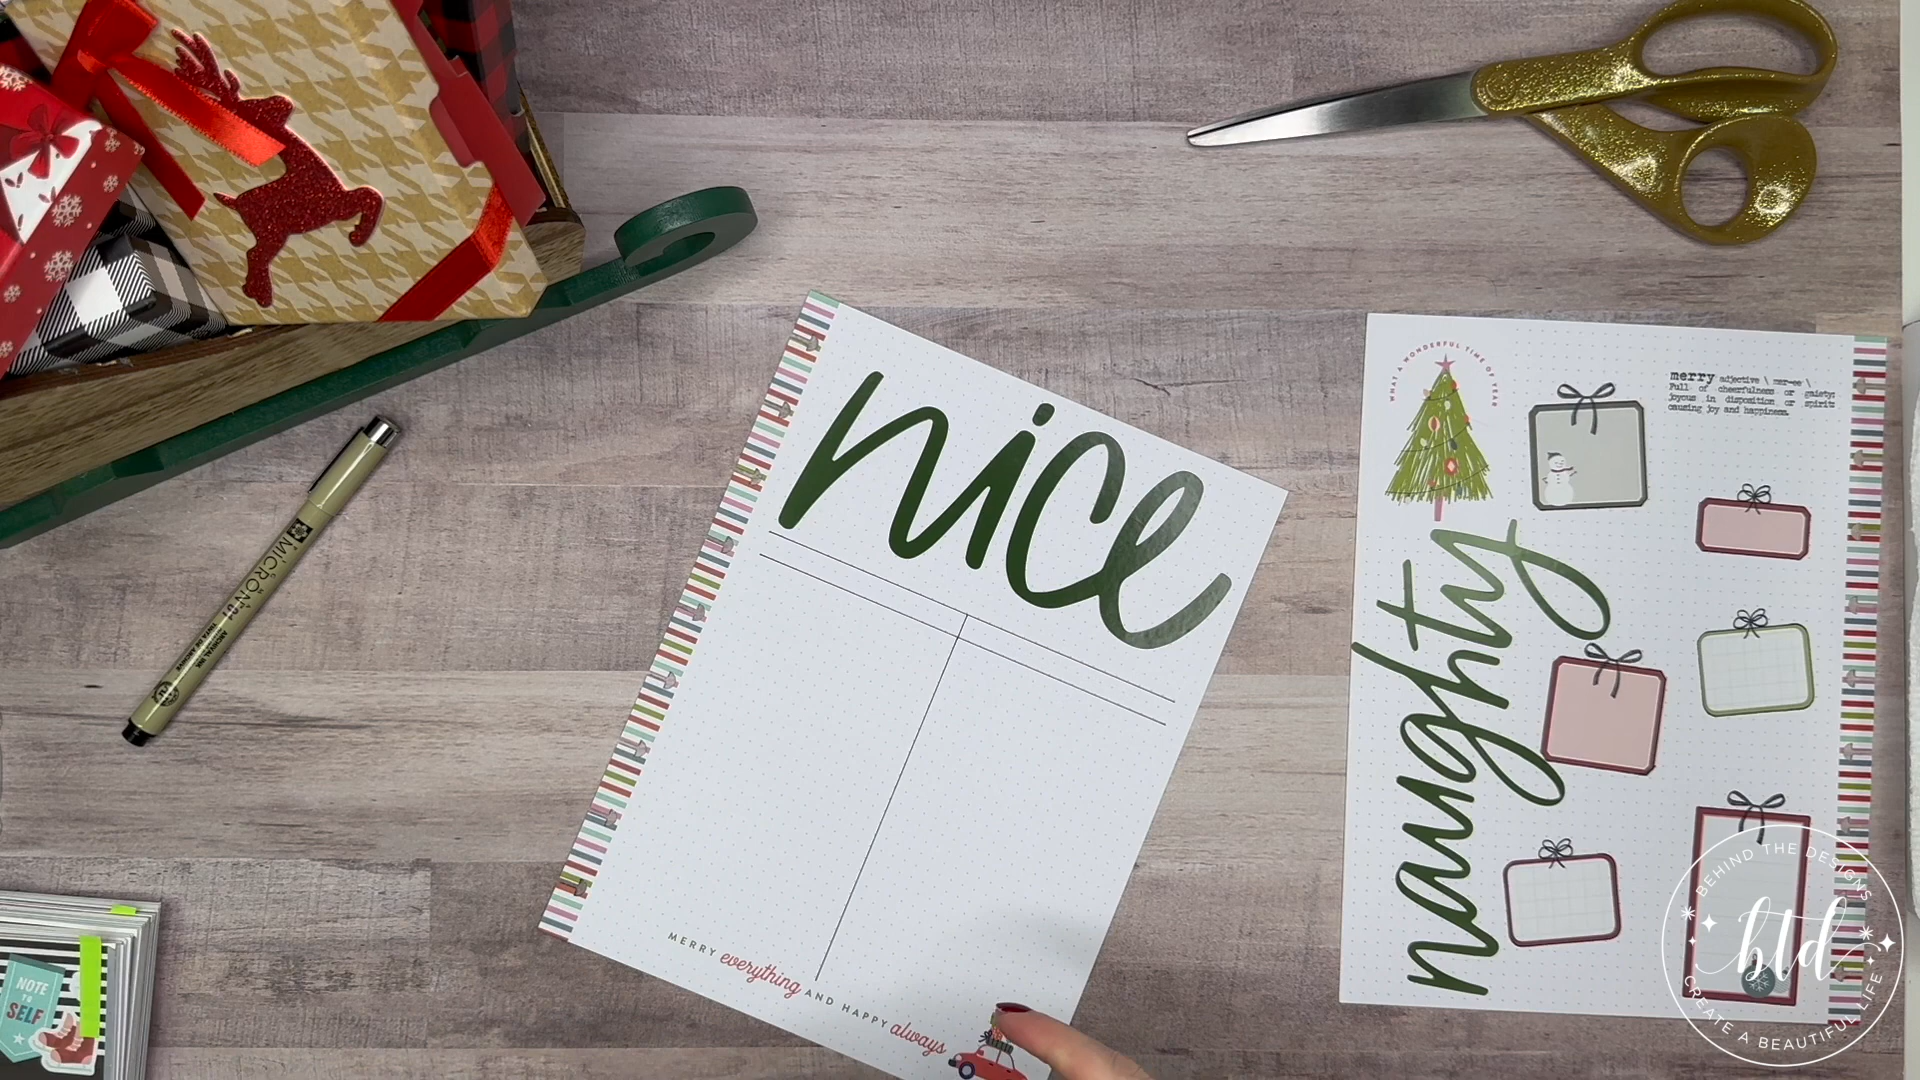 nice
MERRY everything AND HAPPY always
WHAT A WONDERFUL TIME OF YEAR
merry adjective \ mer-ee \
Full of cheerfulness or gaiety;
joyous in disposition or spirit
causing joy and happiness.
naughty
MICRON 01
ARCHIVAL INK
NOTE
TO
SELF
BEHIND THE DESIGNS
btd
CREATE A BEAUTIFUL LIFE